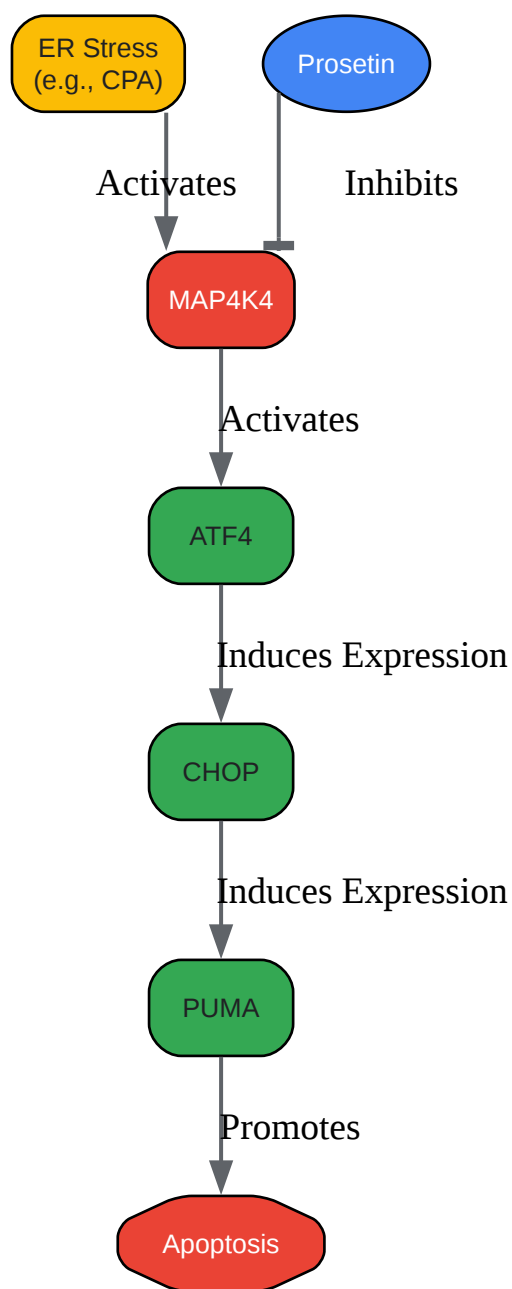 ER Stress
(e.g., CPA)
Prosetin
Activates
Inhibits
MAP4K4
Activates
ATF4
Induces Expression
CHOP
Induces Expression
PUMA
Promotes
Apoptosis